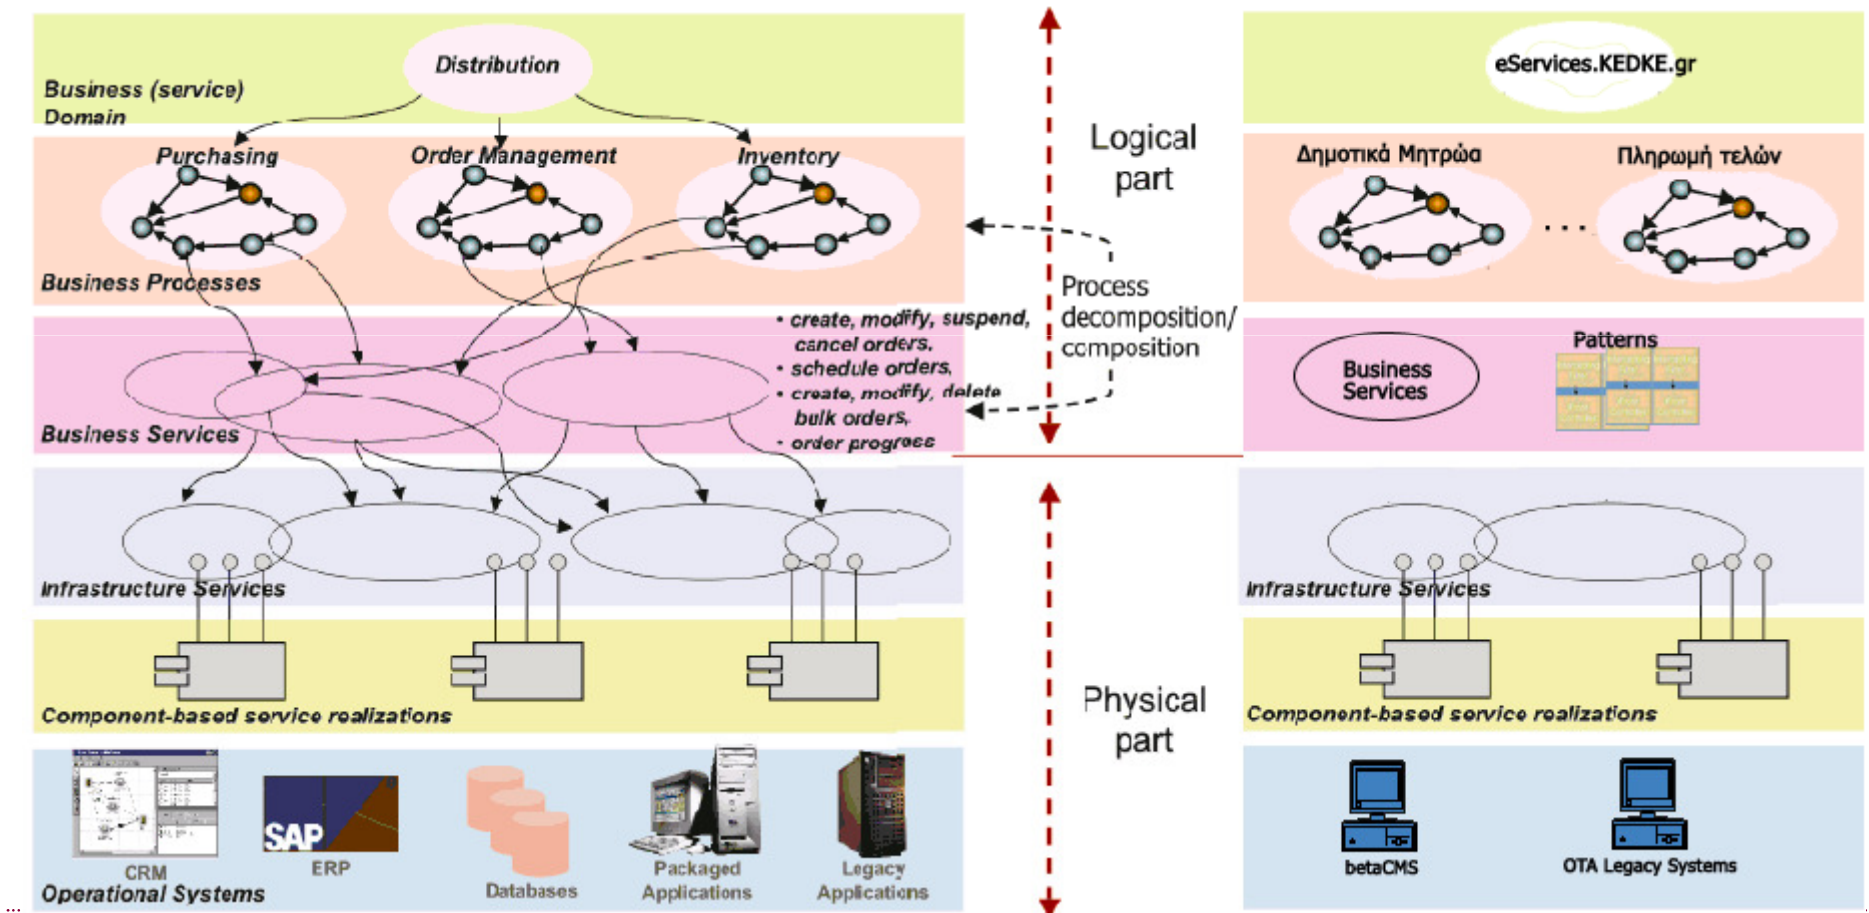 Distribution
Business (service)
Domain
Purchasing
Order Management
Inventory
Business Processes
• create, modify, suspend,
cancel orders,
• schedule orders,
• create, modify, delete
bulk orders,
• order progress
Business Services
Infrastructure Services
Component-based service realizations
SAP
CRM
ERP
Databases
Packaged
Applications
Legacy
Applications
Operational Systems
...
Logical
part
Process
decomposition/
composition
Physical
part
eServices.KEDKE.gr
Δημοτικά Μητρώα
...
Πληρωμή τελών
Business
Services
Patterns
Infrastructure Services
Component-based service realizations
betaCMS
OTA Legacy Systems